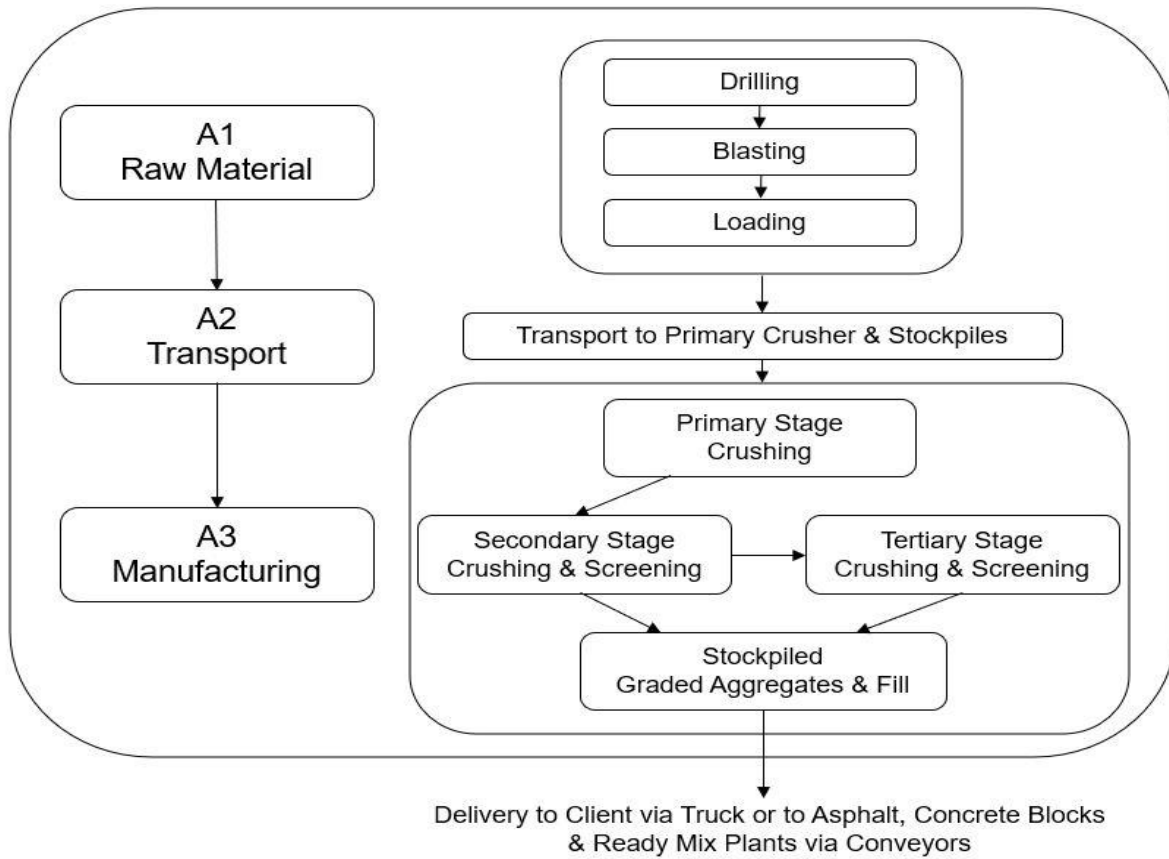 A1
Raw Material
A2
Transport
A3
Manufacturing
Drilling
Blasting
Loading
Transport to Primary Crusher & Stockpiles
Primary Stage
Crushing
Secondary Stage
Crushing & Screening
Tertiary Stage
Crushing & Screening
Stockpiled
Graded Aggregates & Fill
Delivery to Client via Truck or to Asphalt, Concrete Blocks
& Ready Mix Plants via Conveyors